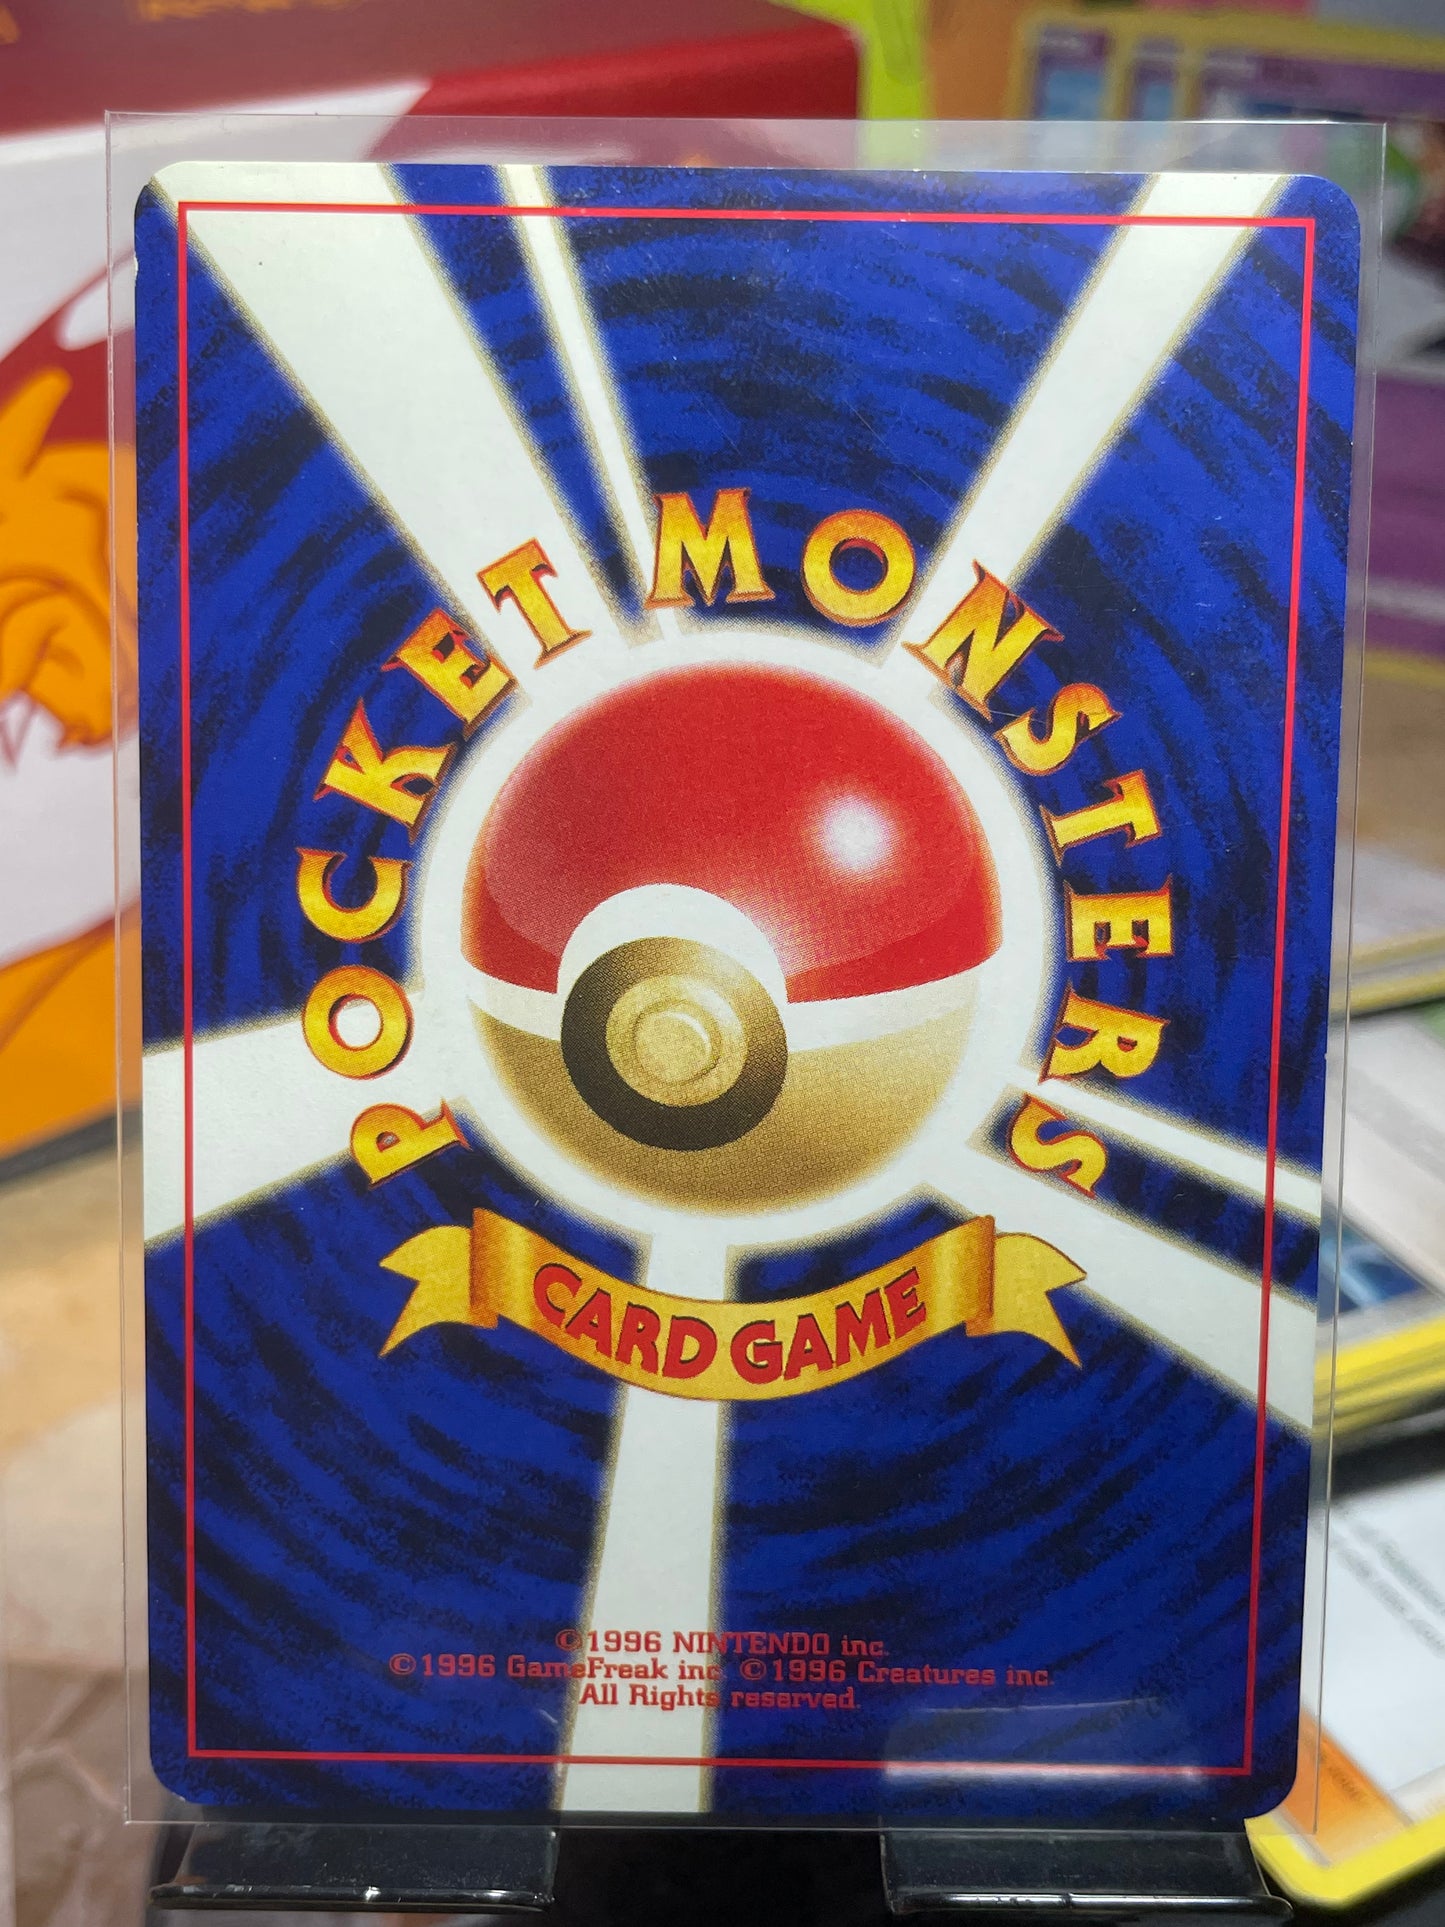 POCKET MONSTERS
CARD GAME
©1996 NINTENDO inc.
©1996 GameFreak inc. ©1996 Creatures inc.
All Rights reserved.